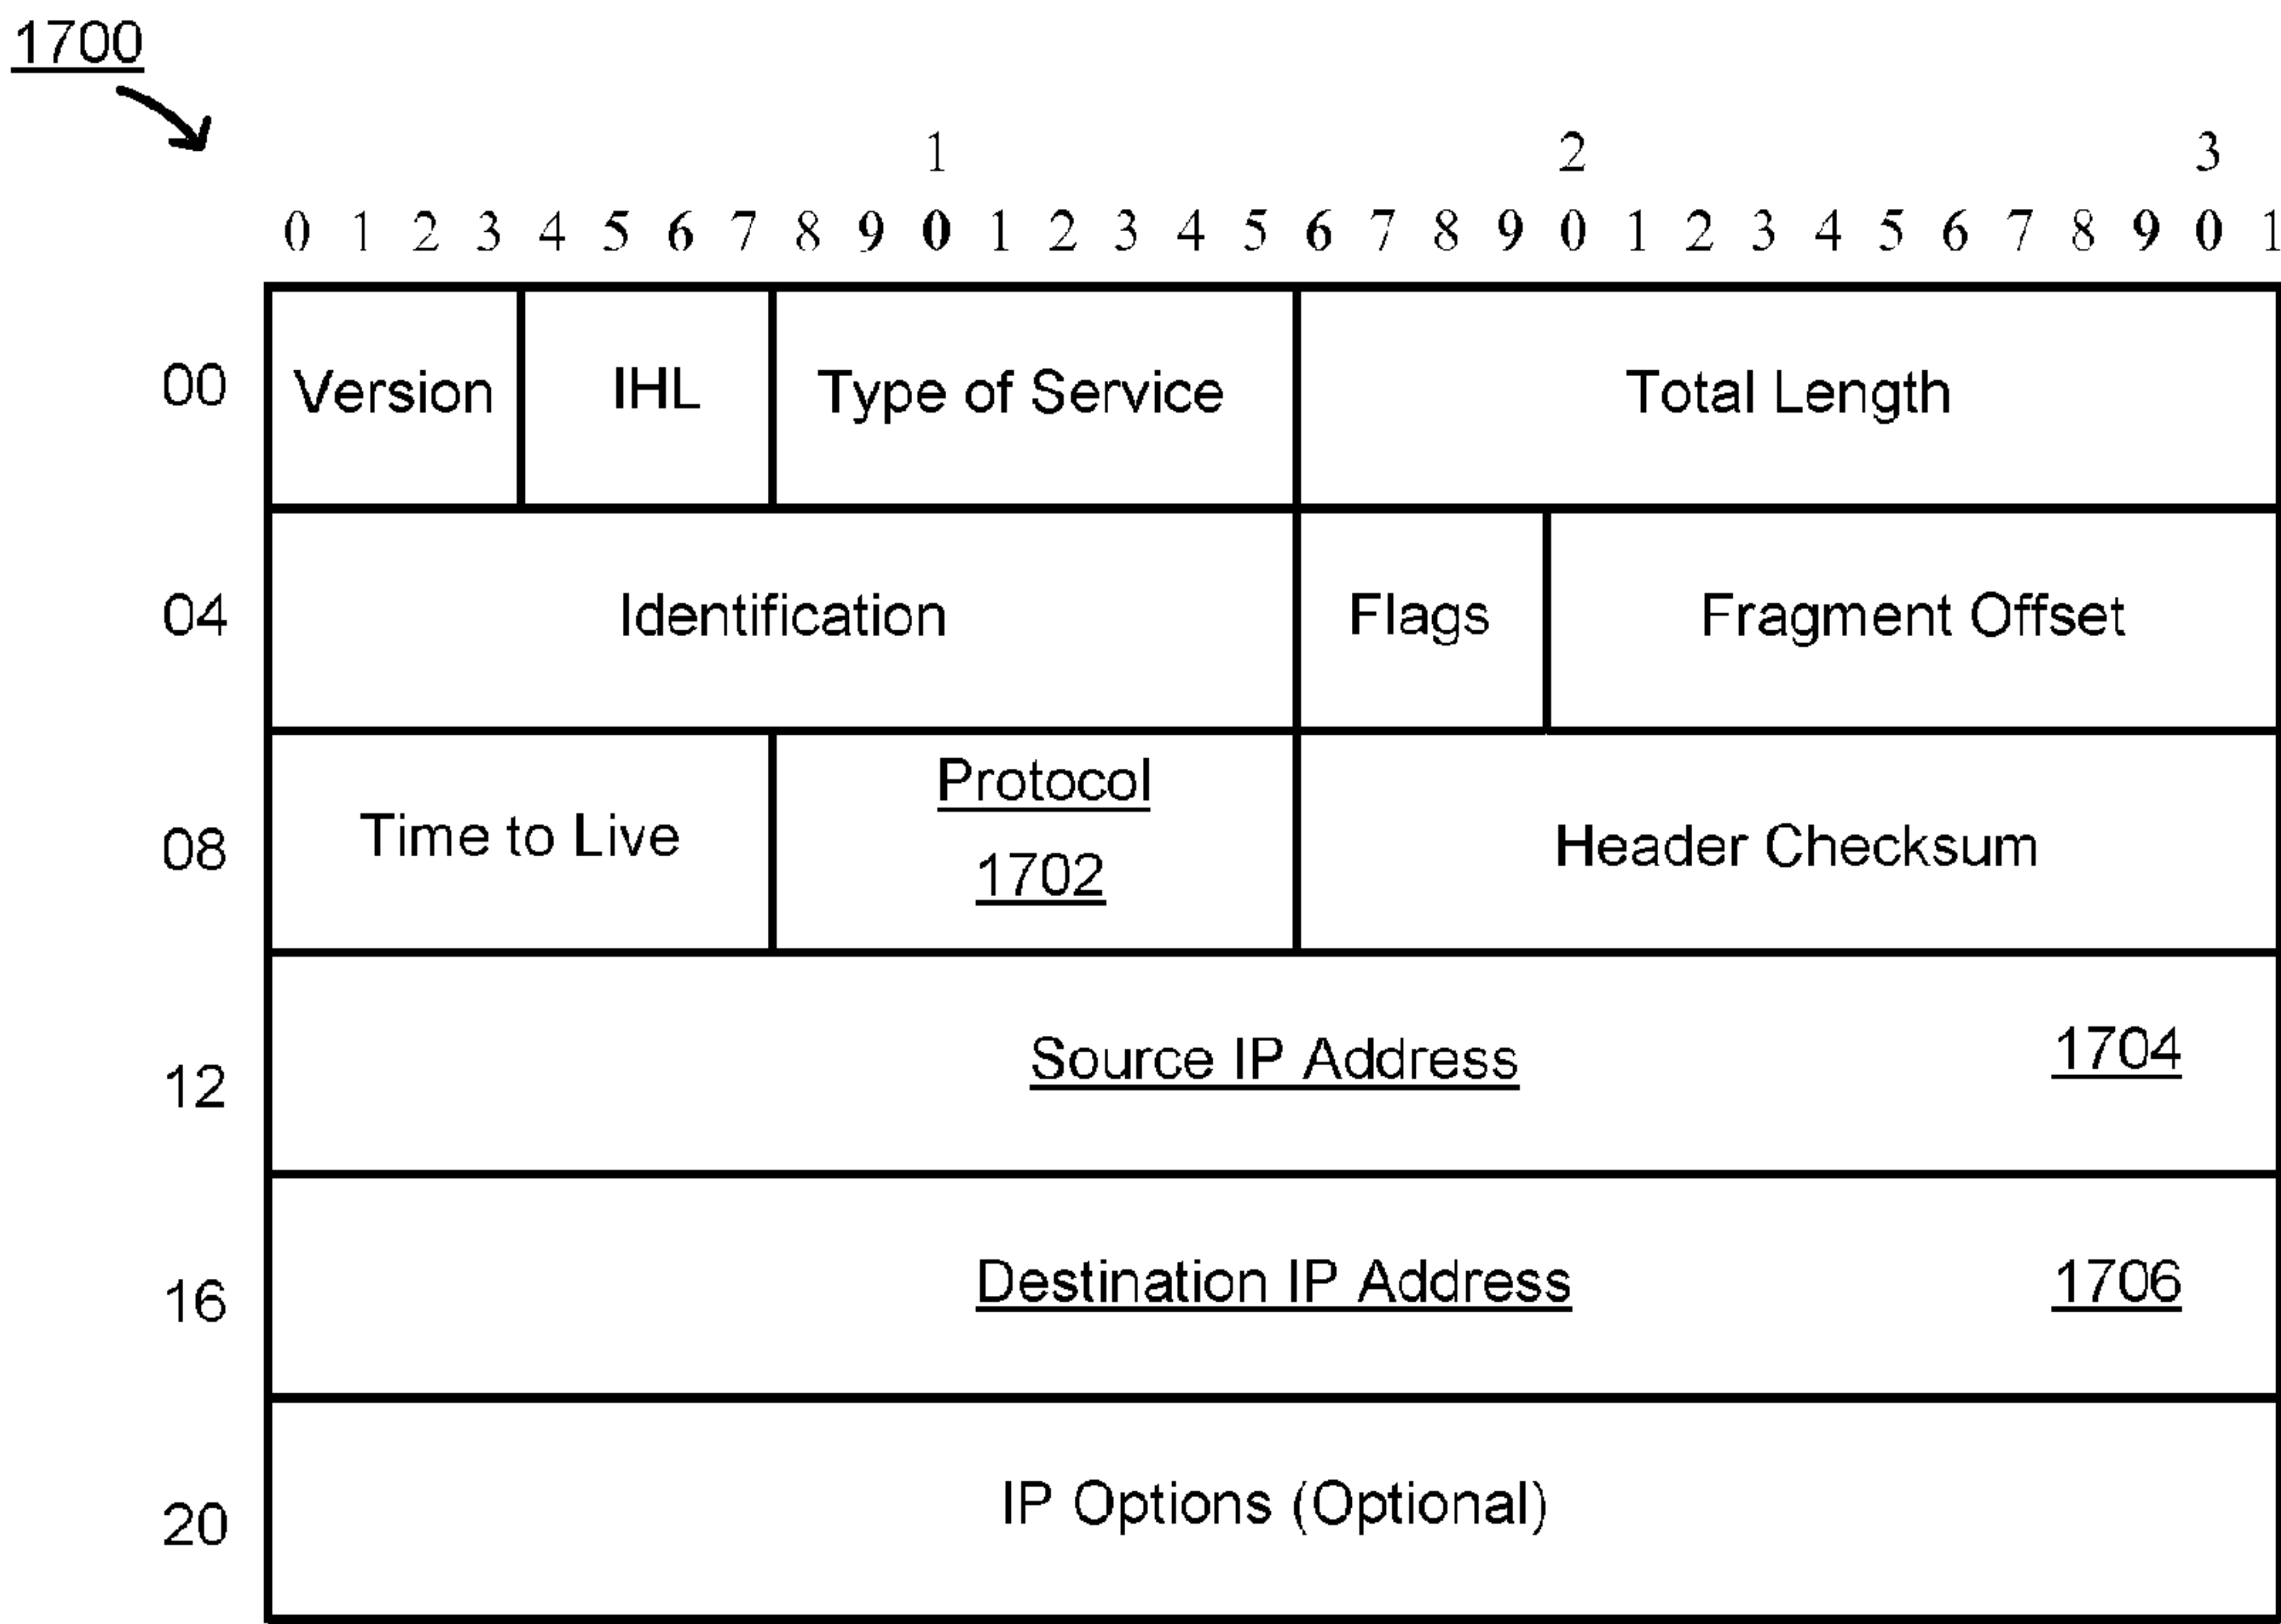 1700
1 2 3
0 1 2 3 4 5 6 7 8 9 0 1 2 3 4 5 6 7 8 9 0 1 2 3 4 5 6 7 8 9 0 1
00 Version IHL Type of Service Total Length
04 Identification Flags Fragment Offset
08 Time to Live Protocol 1702 Header Checksum
12 Source IP Address 1704
16 Destination IP Address 1706
20 IP Options (Optional)